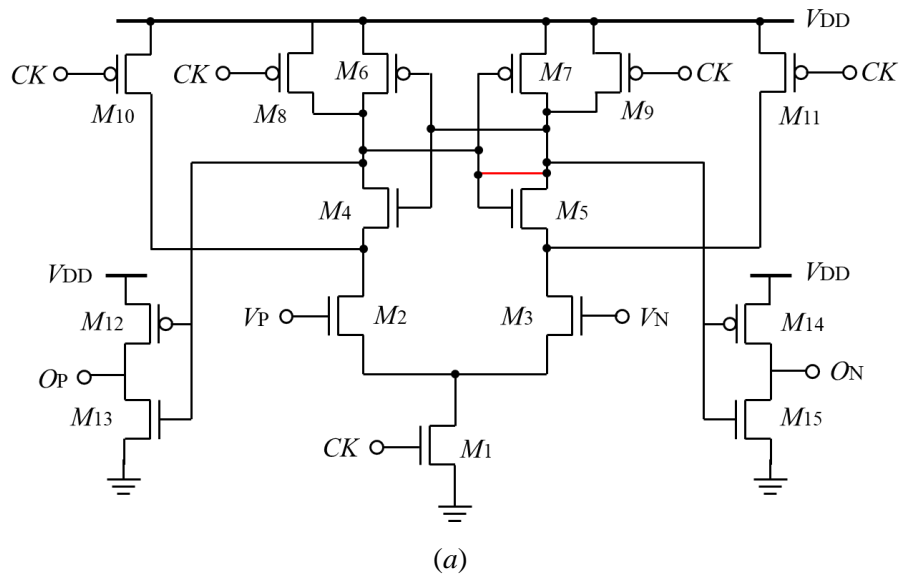 VDD
CK CK M6 M7 CK CK
M10 M8 M9 M11
M4 M5
VDD VDD
M12 VP M2 M3 VN M14
OP ON
M13 M15
CK M1
(a)